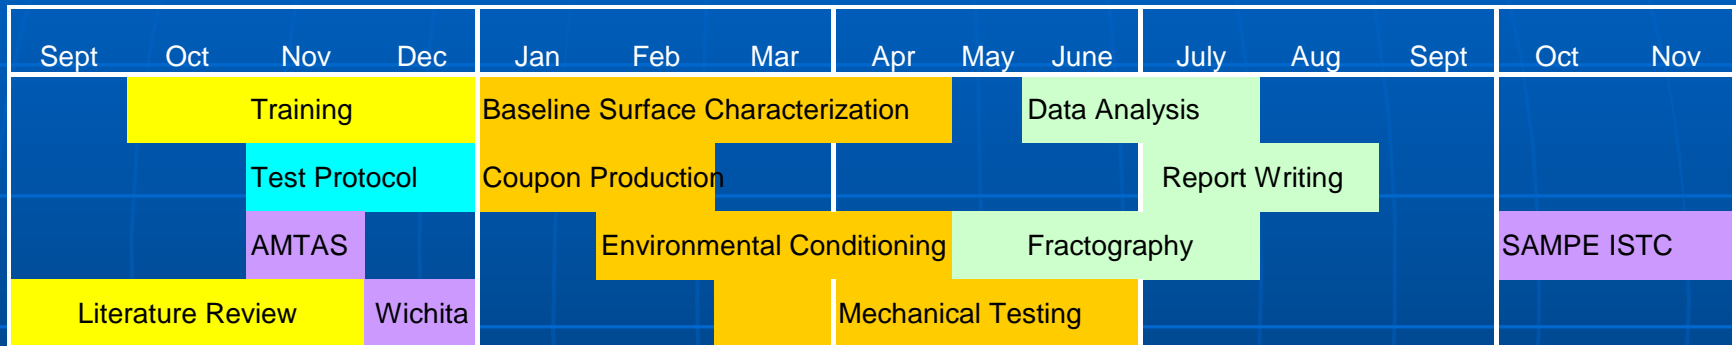 Sept Oct Nov Dec Jan Feb Mar Apr May June July Aug Sept Oct Nov
Training Baseline Surface Characterization Data Analysis
Test Protocol Coupon Production Report Writing
AMTAS Environmental Conditioning Fractography SAMPE ISTC
Literature Review Wichita Mechanical Testing